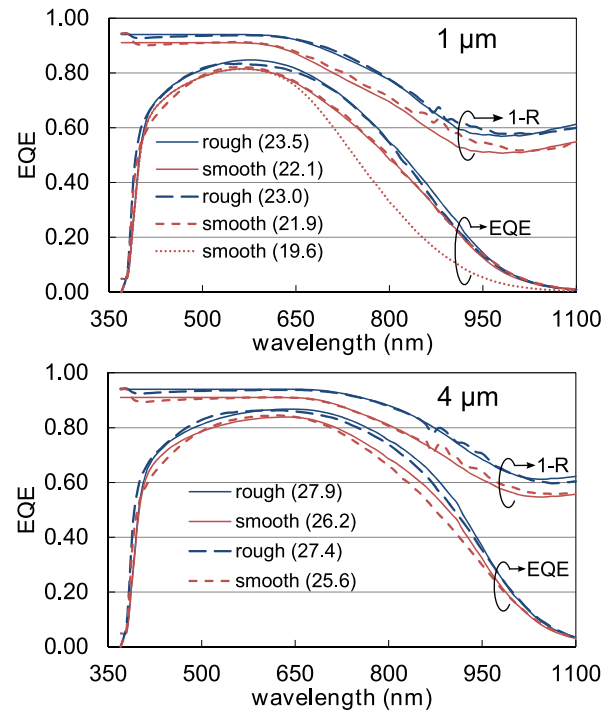 1.00
0.80
0.60
0.40
0.20
0.00
EQE
1 µm
1-R
rough (23.5)
smooth (22.1)
rough (23.0)
smooth (21.9)
smooth (19.6)
EQE
350 500 650 800 950 1100
wavelength (nm)
1.00
0.80
0.60
0.40
0.20
0.00
EQE
4 µm
1-R
rough (27.9)
smooth (26.2)
rough (27.4)
smooth (25.6)
EQE
350 500 650 800 950 1100
wavelength (nm)